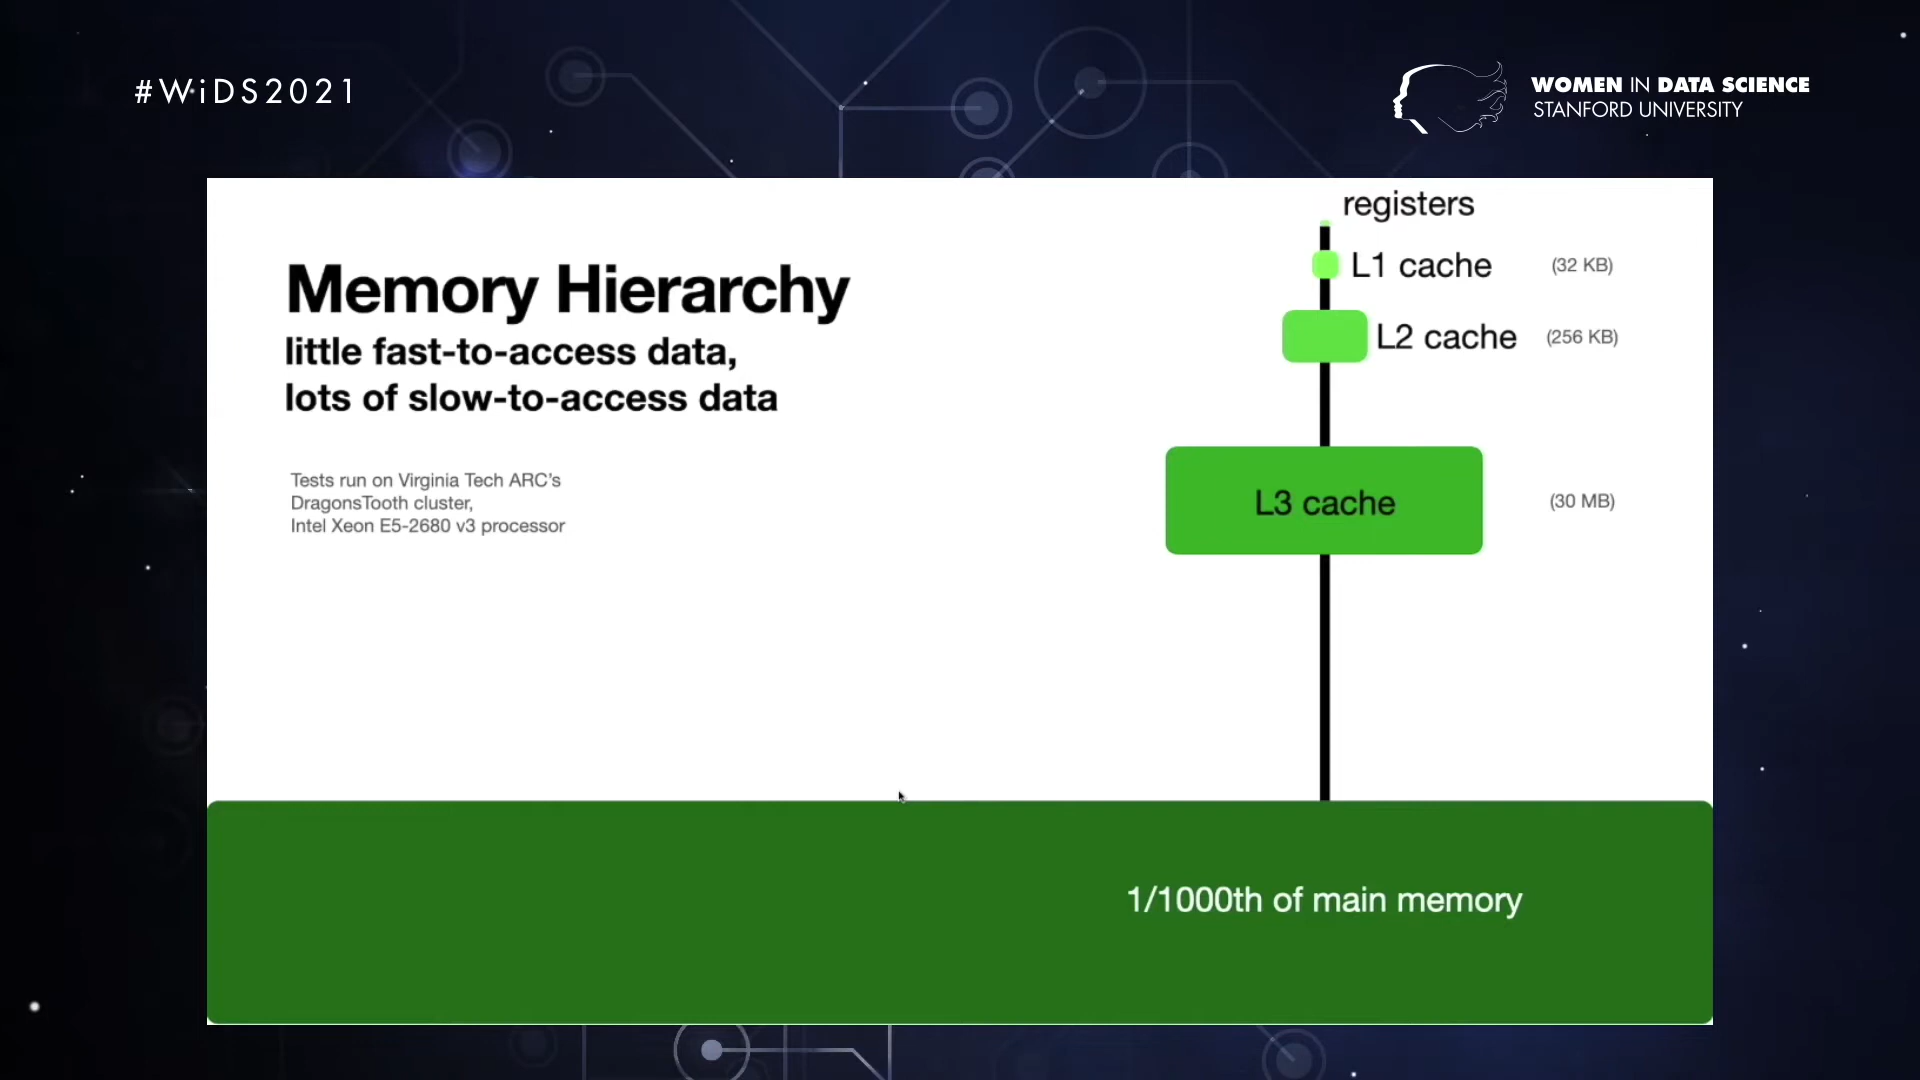 #WiDS2021
WOMEN IN DATA SCIENCE
STANFORD UNIVERSITY
Memory Hierarchy
little fast-to-access data,
lots of slow-to-access data
Tests run on Virginia Tech ARC’s
DragonsTooth cluster,
Intel Xeon E5-2680 v3 processor
registers
L1 cache (32 KB)
L2 cache (256 KB)
L3 cache (30 MB)
1/1000th of main memory